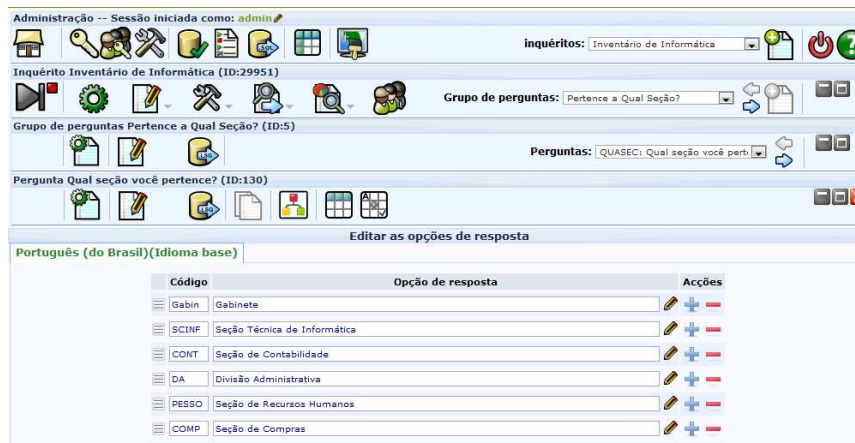 Administração -- Sessão iniciada como: admin
inquéritos: Inventário de Informática
Inquérito Inventário de Informática (ID:29951)
Grupo de perguntas: Pertence a Qual Seção?
Grupo de perguntas Pertence a Qual Seção? (ID:5)
Perguntas: QUASEC: Qual seção você perte
Pergunta Qual seção você pertence? (ID:130)
Editar as opções de resposta
Português (do Brasil)(Idioma base)
Código Opção de resposta Acções
Gabin Gabinete
SCINF Seção Técnica de Informática
CONT Seção de Contabilidade
DA Divisão Administrativa
PESSO Seção de Recursos Humanos
COMP Seção de Compras